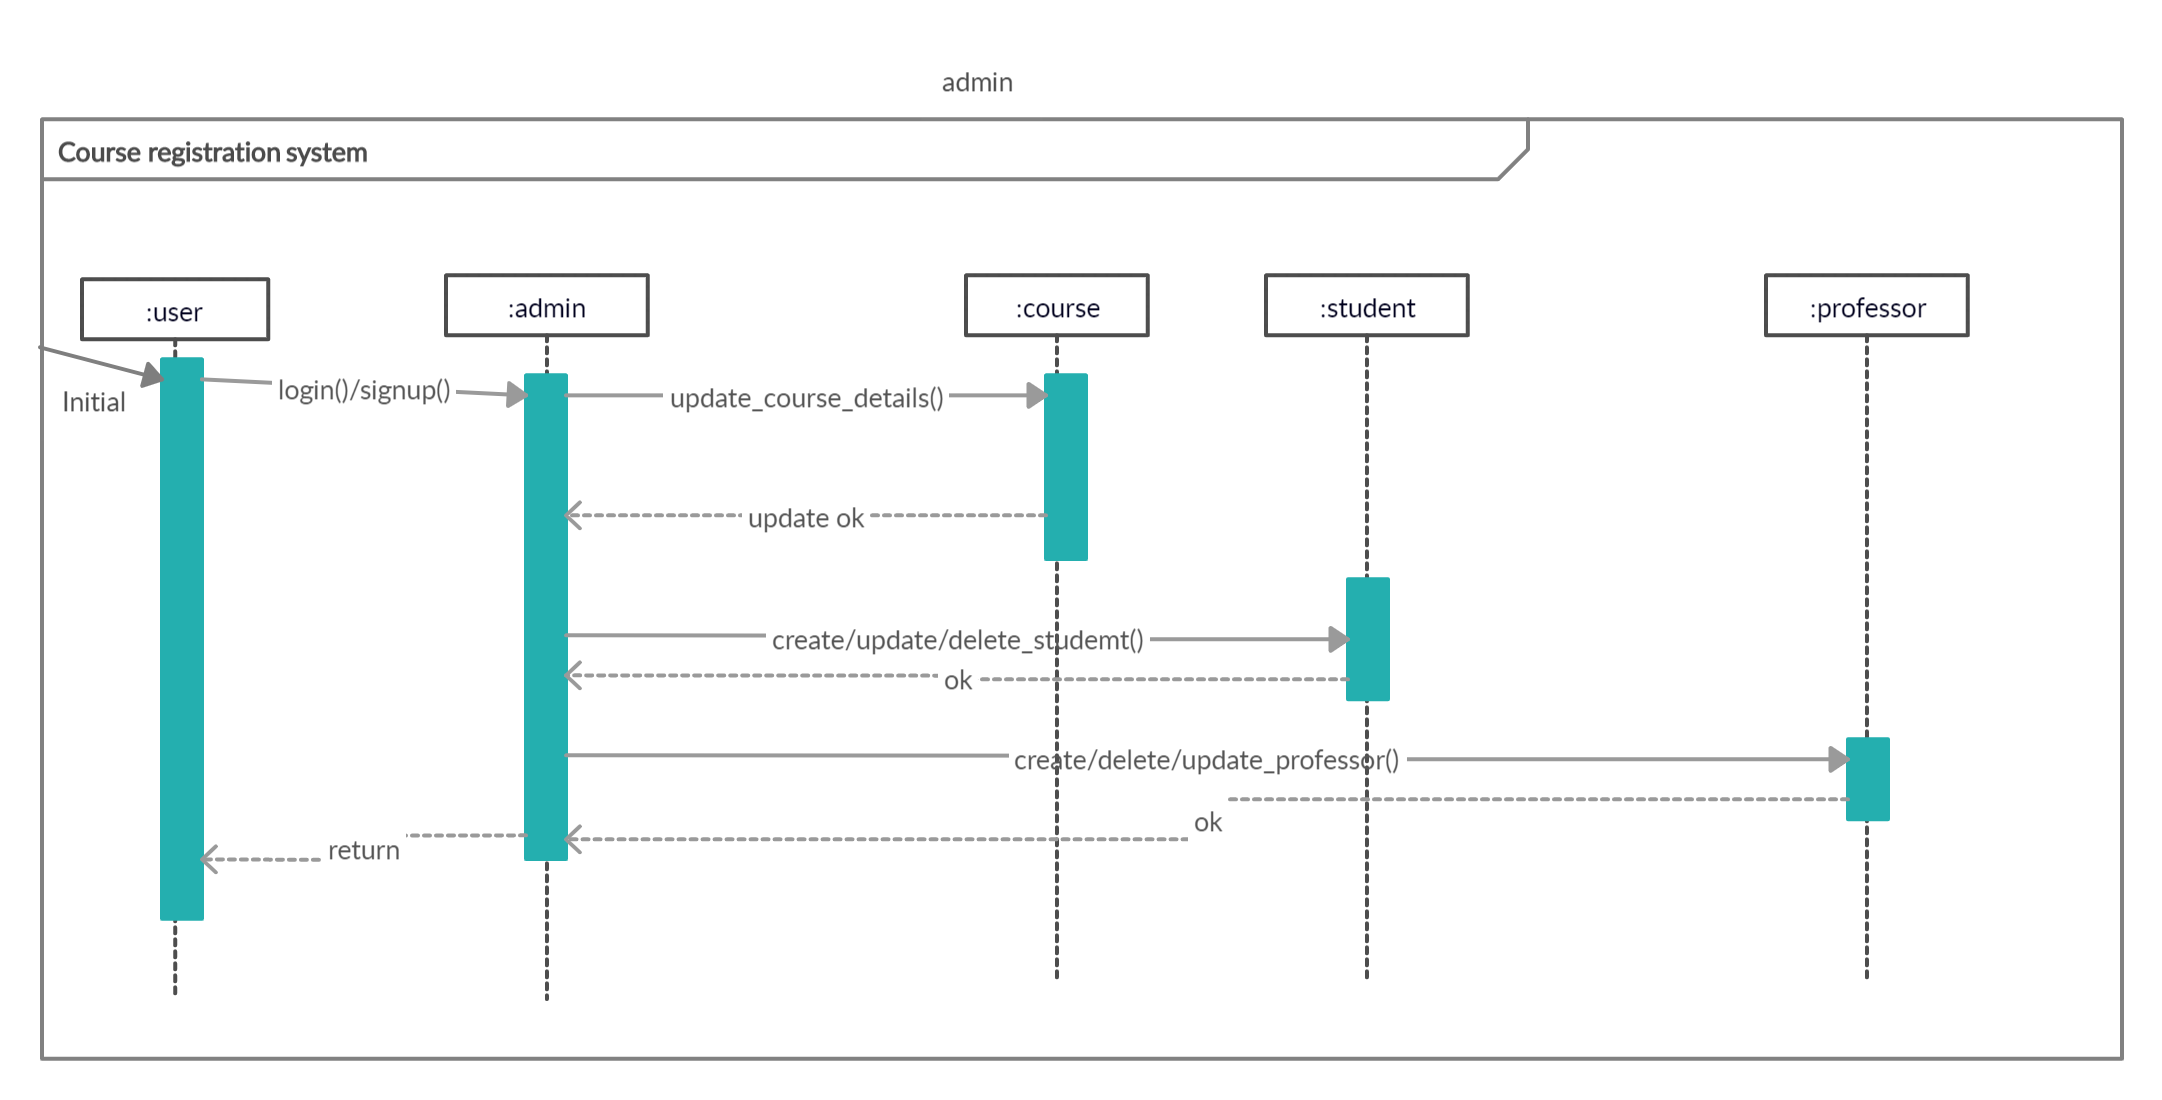 admin
Course registration system
:user
:admin
:course
:student
:professor
Initial
login()/signup()
update_course_details()
update ok
create/update/delete_studemt()
ok
create/delete/update_professor()
ok
return